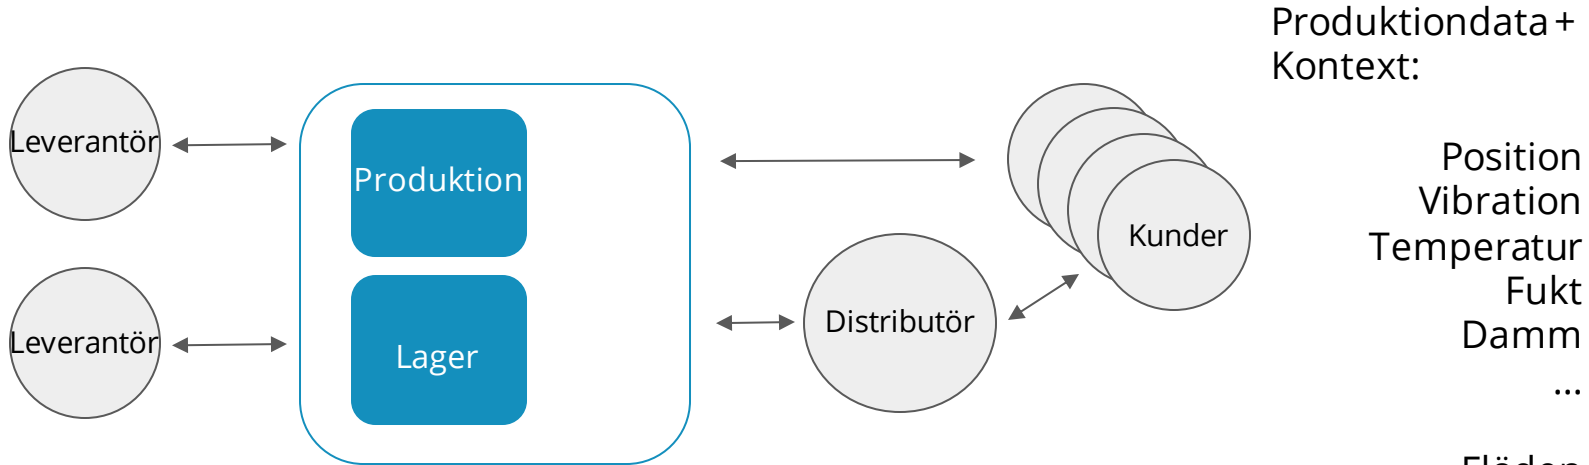 Leverantör
Leverantör
Produktion
Lager
Distributör
Kunder
Produktiondata +
Kontext:
Position
Vibration
Temperatur
Fukt
Damm
...